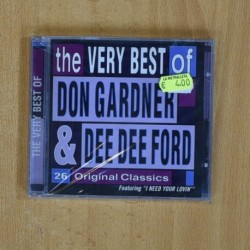 THE VERY BEST OF
the VERY BEST of
DON GARDNER
& DEE DEE FORD
26 Original Classics
Featuring "I NEED YOUR LOVIN'"
€ 4,00